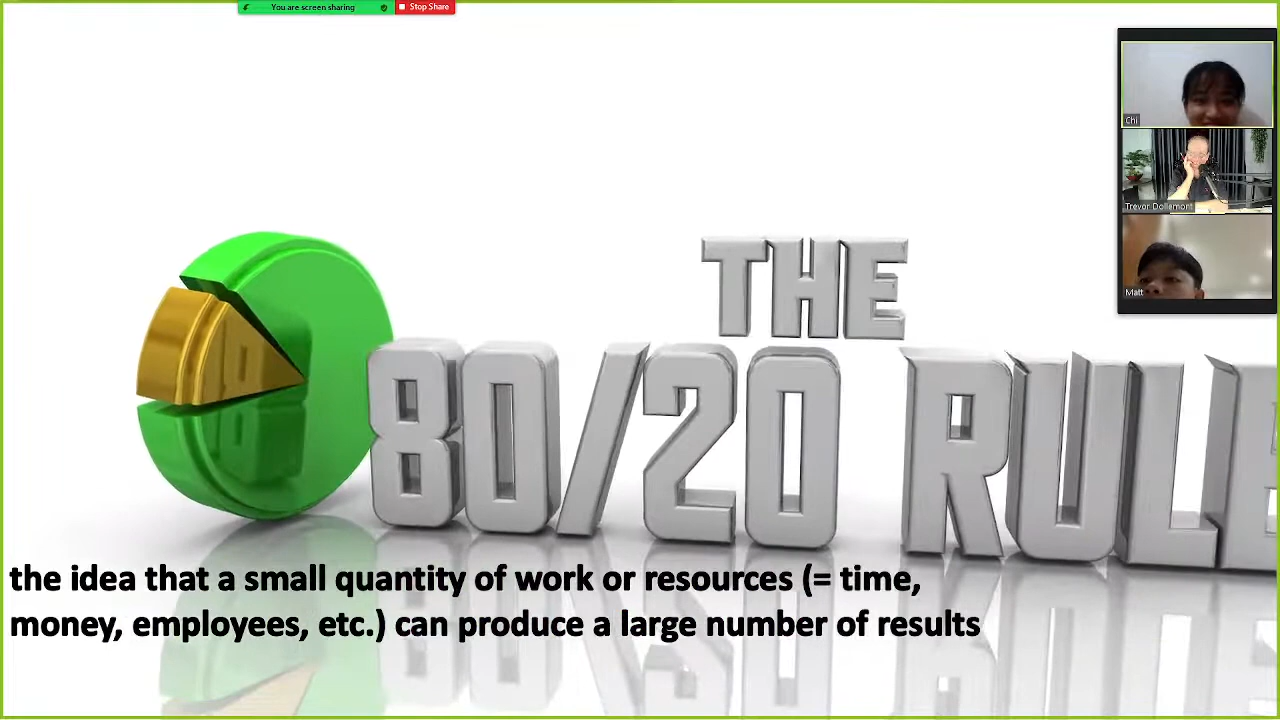 You are screen sharing
Stop Share
Chi
Trevor Dollemont
Matt
THE
80/20 RULE
the idea that a small quantity of work or resources (= time,
money, employees, etc.) can produce a large number of results